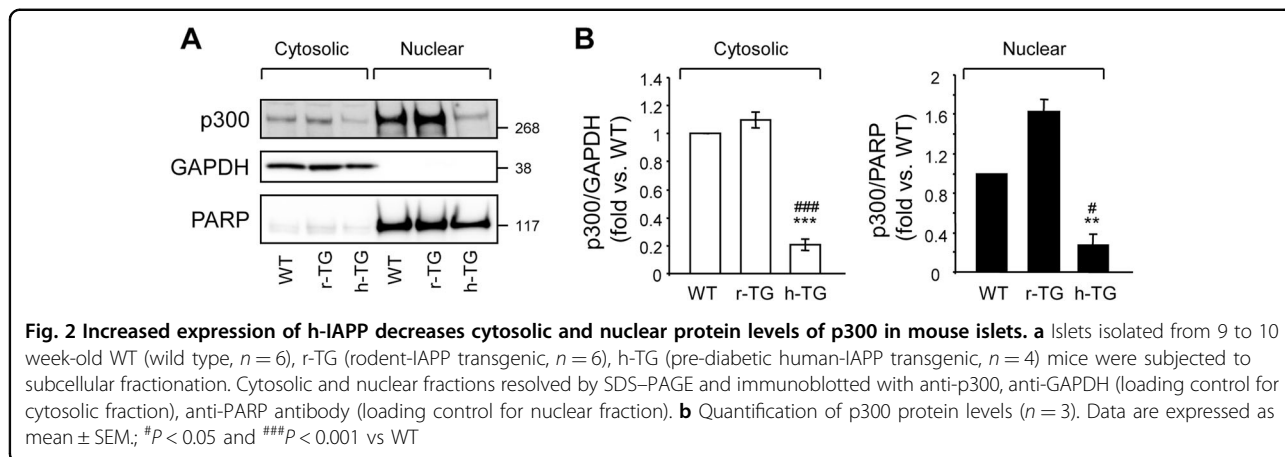 A
Cytosolic Nuclear
p300
268
GAPDH
38
PARP
117
WT r-TG h-TG WT r-TG h-TG
B
Cytosolic
p300/GAPDH
(fold vs. WT)
1.4
1.2
1
0.8
0.6
0.4
0.2
0
###
***
WT r-TG h-TG
Nuclear
p300/PARP
(fold vs. WT)
2
1.6
1.2
0.8
0.4
0
#
**
WT r-TG h-TG
Fig. 2 Increased expression of h-IAPP decreases cytosolic and nuclear protein levels of p300 in mouse islets. a Islets isolated from 9 to 10
week-old WT (wild type, n = 6), r-TG (rodent-IAPP transgenic, n = 6), h-TG (pre-diabetic human-IAPP transgenic, n = 4) mice were subjected to
subcellular fractionation. Cytosolic and nuclear fractions resolved by SDS–PAGE and immunoblotted with anti-p300, anti-GAPDH (loading control for
cytosolic fraction), anti-PARP antibody (loading control for nuclear fraction). b Quantification of p300 protein levels (n = 3). Data are expressed as
mean ± SEM.; #P < 0.05 and ###P < 0.001 vs WT